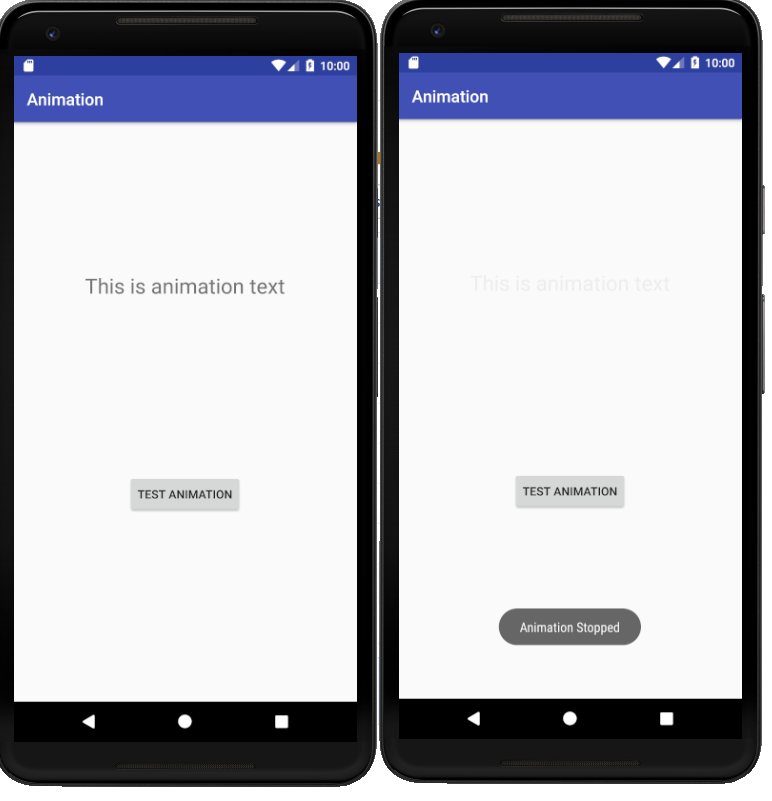 10:00
Animation
This is animation text
TEST ANIMATION
10:00
Animation
This is animation text
TEST ANIMATION
Animation Stopped